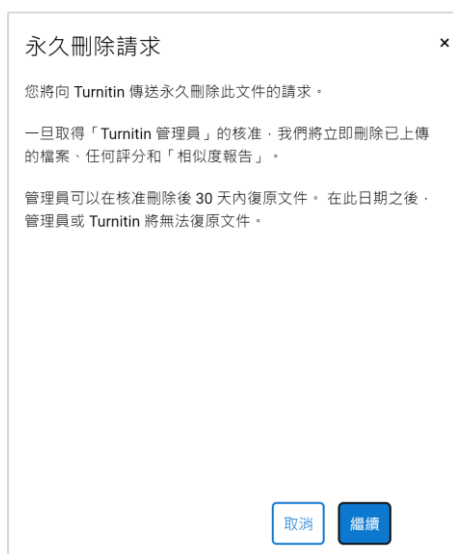 永久刪除請求
×
您將向 Turnitin 傳送永久刪除此文件的請求。
一旦取得「Turnitin 管理員」的核准，我們將立即刪除已上傳
的檔案、任何評分和「相似度報告」。
管理員可以在核准刪除後 30 天內復原文件。 在此日期之後，
管理員或 Turnitin 將無法復原文件。
取消
繼續